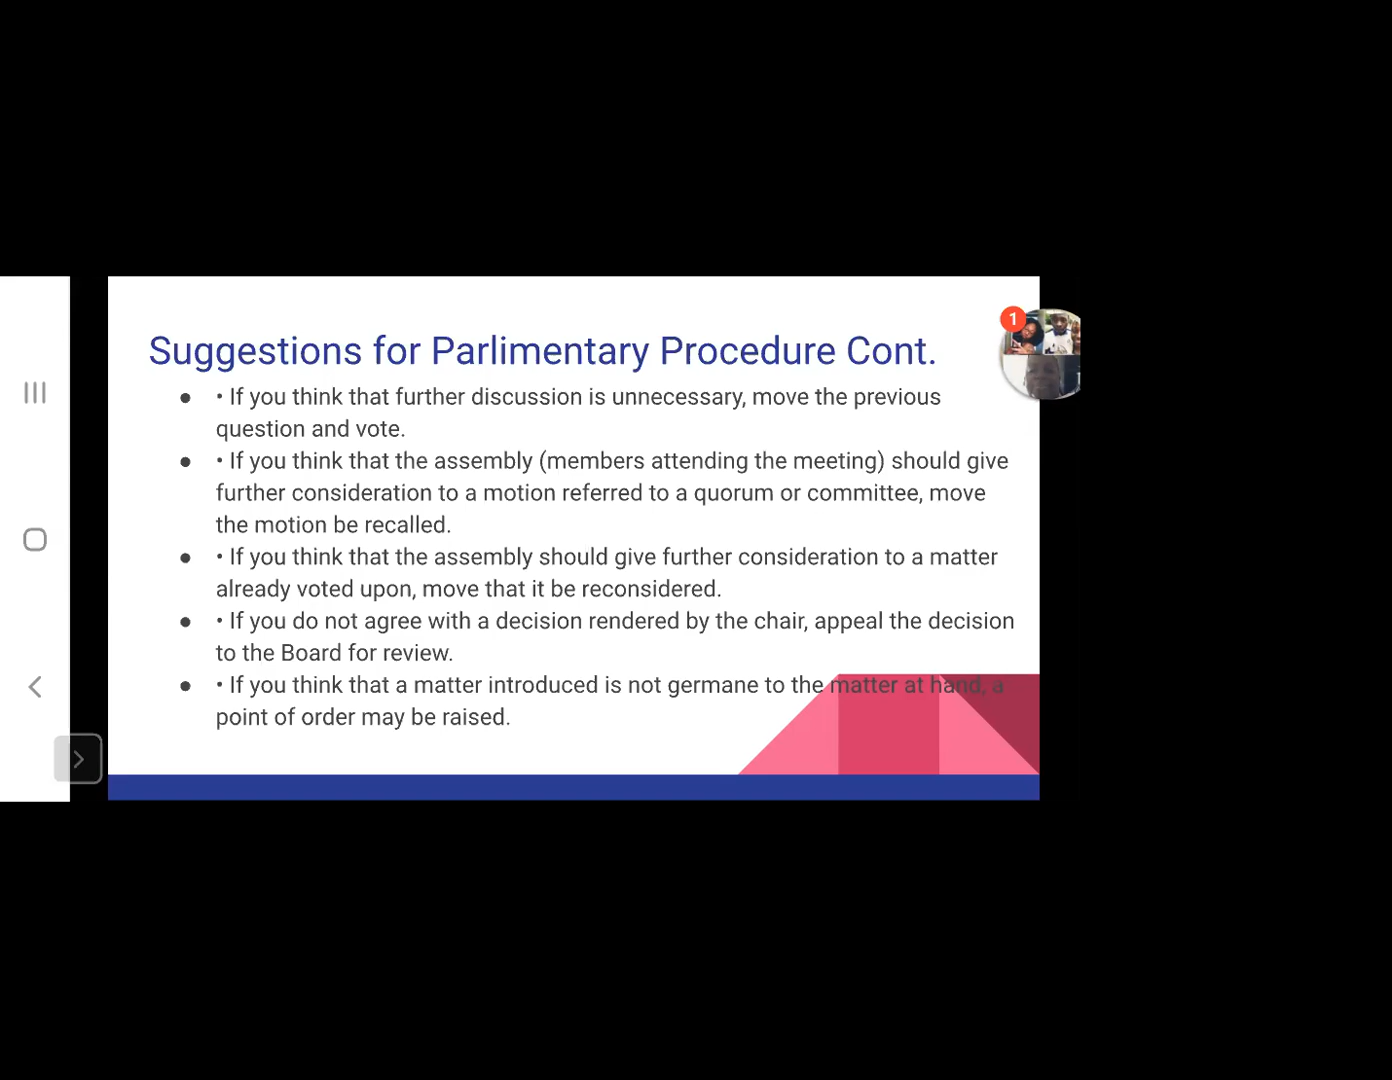 Suggestions for Parlimentary Procedure Cont.
● • If you think that further discussion is unnecessary, move the previous
question and vote.
● • If you think that the assembly (members attending the meeting) should give
further consideration to a motion referred to a quorum or committee, move
the motion be recalled.
● • If you think that the assembly should give further consideration to a matter
already voted upon, move that it be reconsidered.
● • If you do not agree with a decision rendered by the chair, appeal the decision
to the Board for review.
● • If you think that a matter introduced is not germane to the matter at hand, a
point of order may be raised.
1